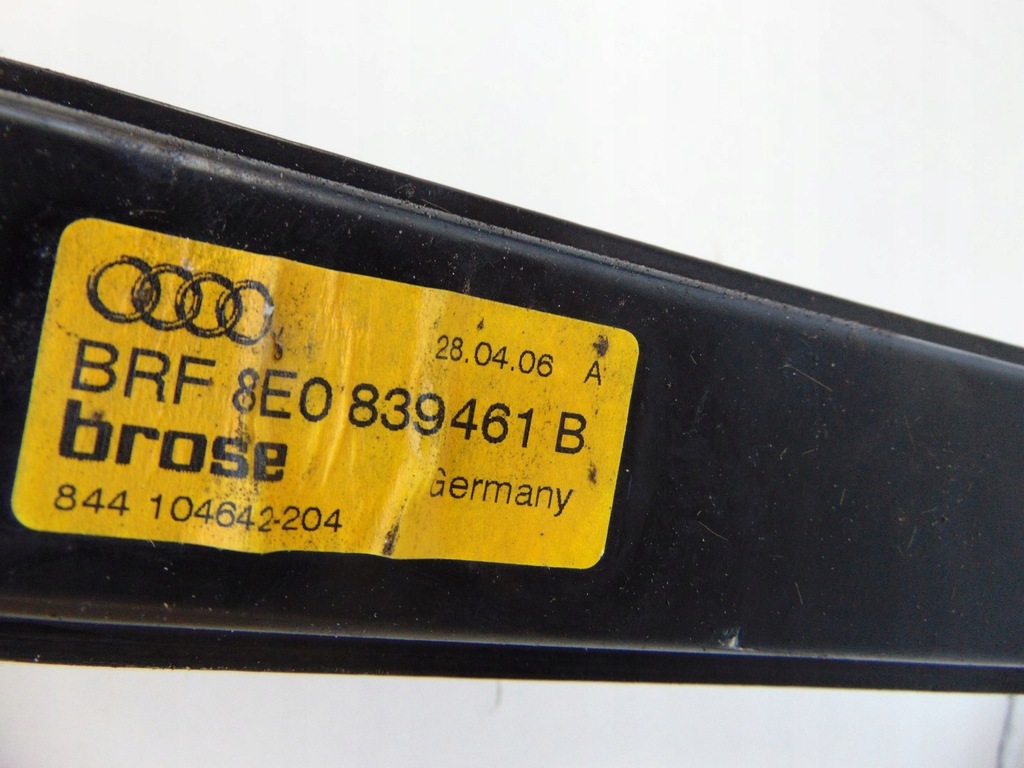 28.04.06 A
BRF 8E0 839461 B
brose
Germany
844 104642-204